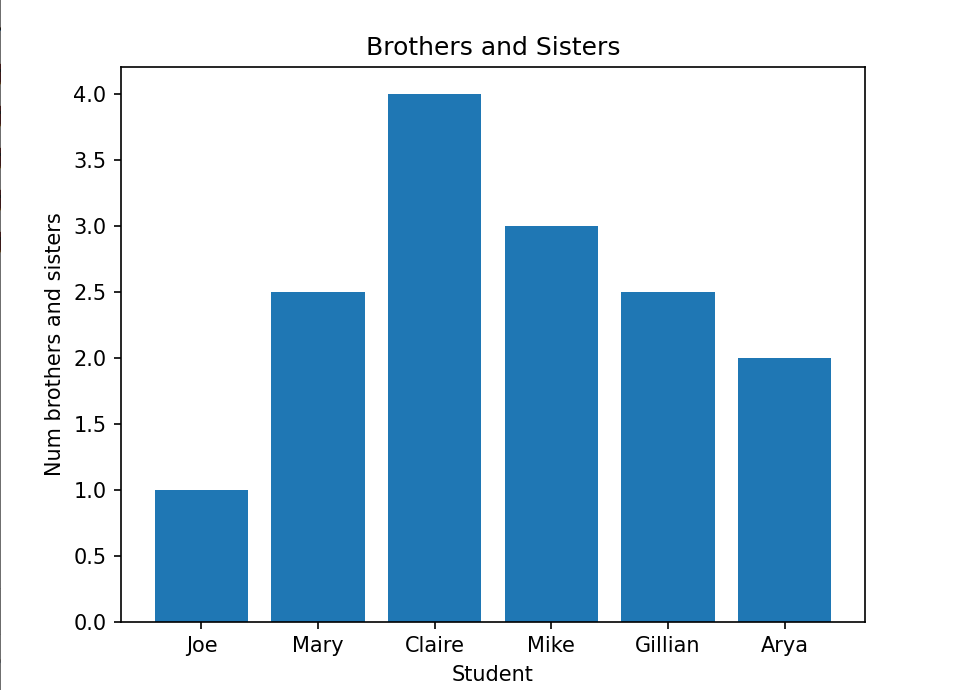 Brothers and Sisters
Num brothers and sisters
4.0
3.5
3.0
2.5
2.0
1.5
1.0
0.5
0.0
Joe Mary Claire Mike Gillian Arya
Student